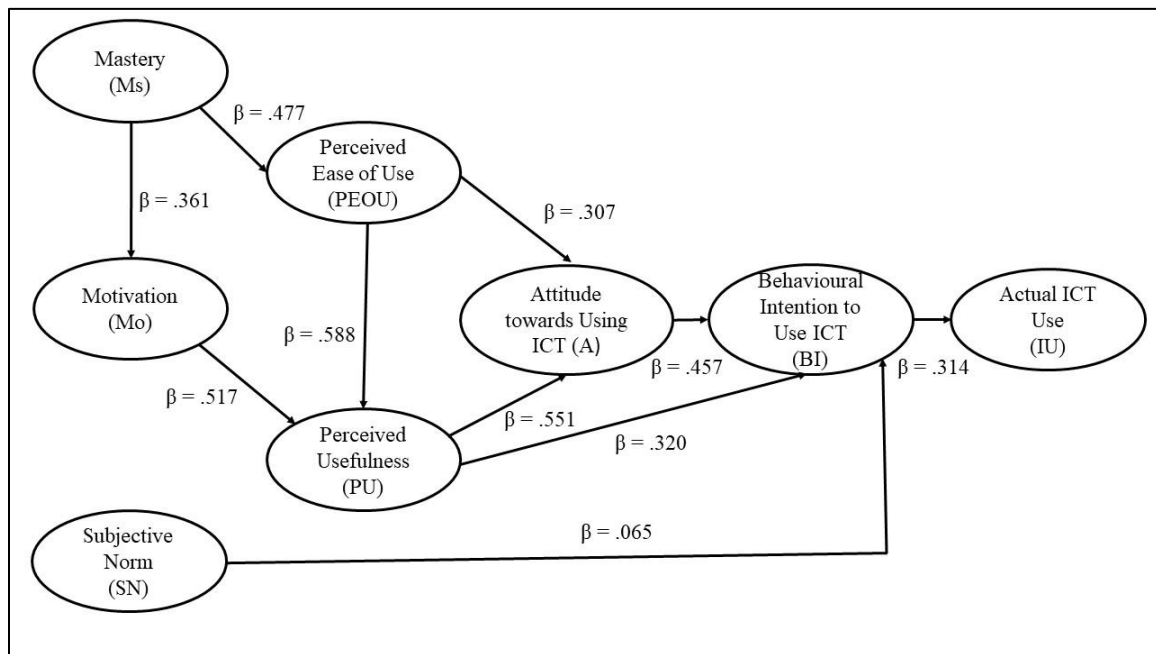 Mastery
(Ms)
β = .477
Perceived
Ease of Use
(PEOU)
β = .361
β = .307
Motivation
(Mo)
Attitude
towards Using
ICT (A)
Behavioural
Intention to
Use ICT
(BI)
Actual ICT
Use
(IU)
β = .588
β = .457
β = .314
β = .517
β = .551
β = .320
Perceived
Usefulness
(PU)
Subjective
Norm
(SN)
β = .065